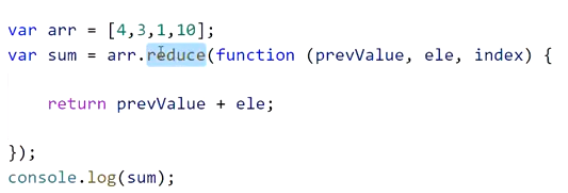 var arr = [4,3,1,10];
var sum = arr.reduce(function (prevValue, ele, index) {
return prevValue + ele;
});
console.log(sum);